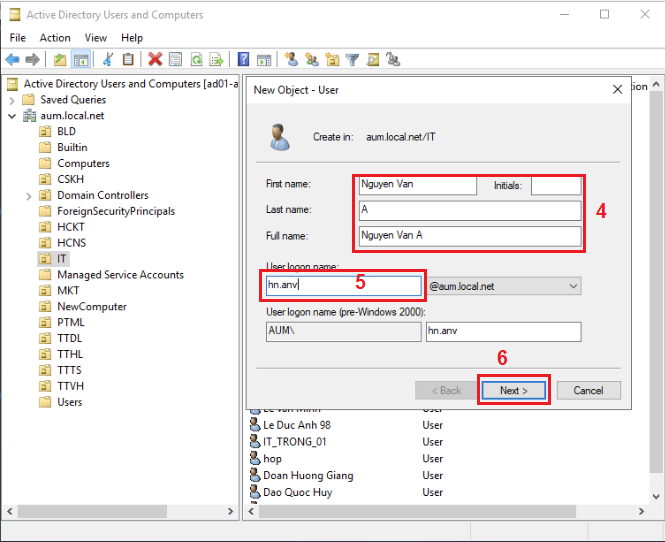 Active Directory Users and Computers
File Action View Help
Active Directory Users and Computers [ad01-a
Saved Queries
aum.local.net
BLD
Builtin
Computers
CSKH
Domain Controllers
ForeignSecurityPrincipals
HCKT
HCNS
IT
Managed Service Accounts
MKT
NewComputer
PTML
TTDL
TTHL
TTTS
TTVH
Users
New Object - User
Create in: aum.local.net/IT
First name: Nguyen Van Initials:
Last name: A
4
Full name: Nguyen Van A
User logon name:
hn.anv 5 @aum.local.net
User logon name (pre-Windows 2000):
AUM\ hn.anv
6
< Back Next > Cancel
User
Le Duc Anh 98 User
IT_TRONG_01 User
hop User
Doan Huong Giang User
Dao Quoc Huy User